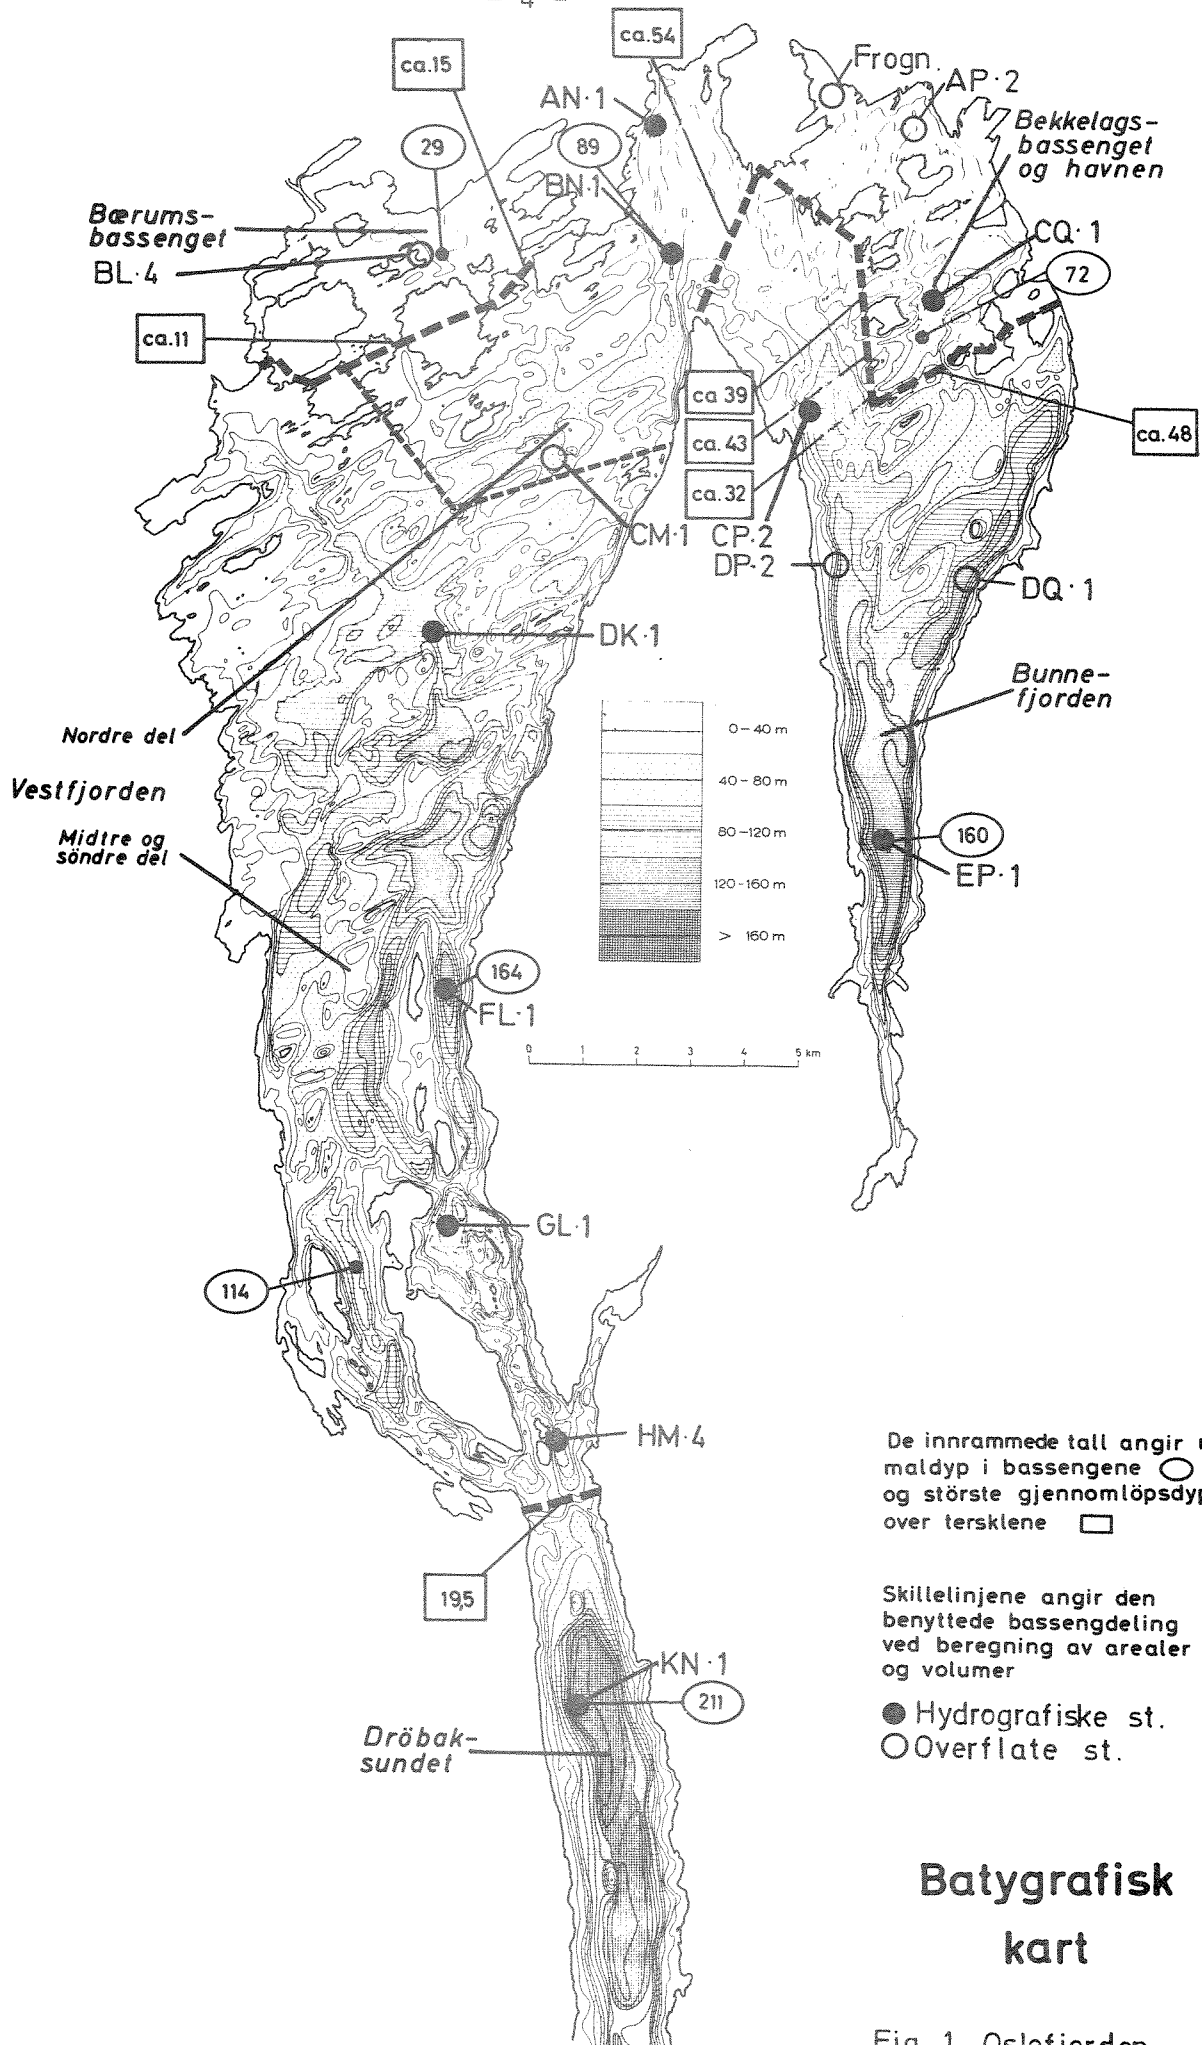 - 4 -
ca.54
ca.15
Frogn.
AP·2
AN·1
Bekkelags-
bassenget
og havnen
29
89
BN·1
Bærums-
bassenget
BL·4
CQ·1
72
ca.11
ca 39
ca.43
ca.48
ca.32
CM·1
CP·2
DP·2
DQ·1
DK·1
Bunne-
fjorden
Nordre del
0-40 m
Vestfjorden
40-80 m
Midtre og
söndre del
80-120 m
160
EP·1
120-160 m
> 160 m
164
FL·1
0 1 2 3 4 5 km
GL·1
114
HM·4
De innrammede tall angir
maldyp i bassengene
og störste gjennomlöpsdyp
over tersklene
19,5
Skillelinjene angir den
benyttede bassengdeling
ved beregning av arealer
og volumer
KN·1
211
Hydrografiske st.
Overflate st.
Dröbak-
sundet
Batygrafisk
kart
Fig. 1. Oslofjorden